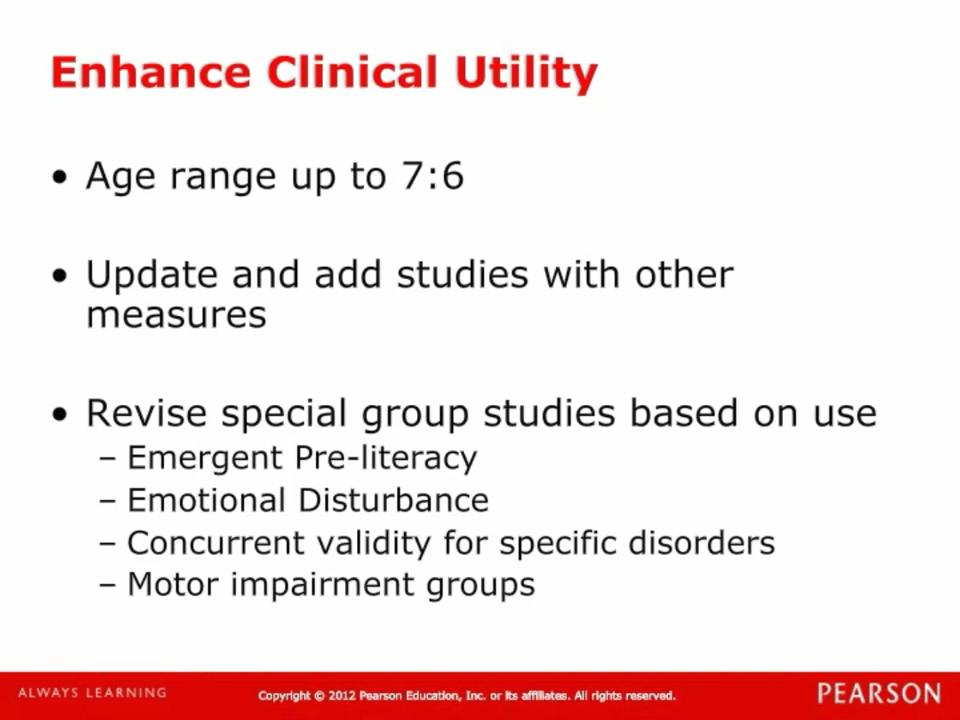 Enhance Clinical Utility
• Age range up to 7:6
• Update and add studies with other
measures
• Revise special group studies based on use
– Emergent Pre-literacy
– Emotional Disturbance
– Concurrent validity for specific disorders
– Motor impairment groups
ALWAYS LEARNING
Copyright © 2012 Pearson Education, Inc. or its affiliates. All rights reserved.
PEARSON